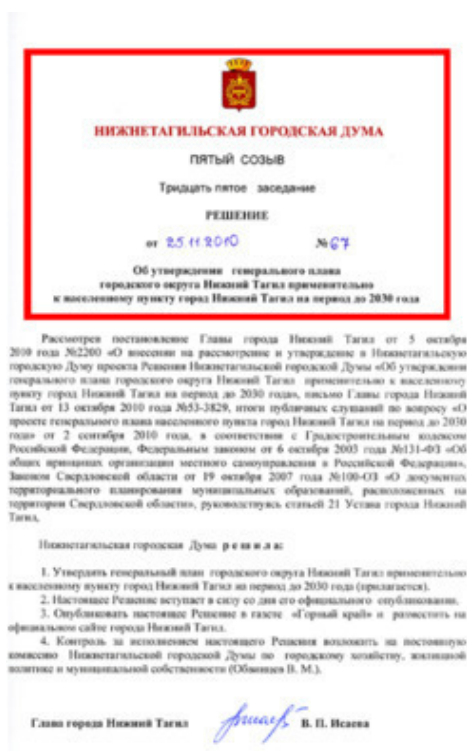 НИЖНЕТАГИЛЬСКАЯ ГОРОДСКАЯ ДУМА
ПЯТЫЙ СОЗЫВ
Тридцать пятое заседание
РЕШЕНИЕ
от 25.11.2010 №67
Об утверждении генерального плана
городского округа Нижний Тагил применительно
к населенному пункту город Нижний Тагил на период до 2030 года
Рассмотрев постановление Главы города Нижний Тагил от 5 октября
2010 года №2200 «О внесении на рассмотрение и утверждение в Нижнетагильскую
городскую Думу проекта Решения Нижнетагильской городской Думы «Об утверждении
генерального плана городского округа Нижний Тагил применительно к населенному
пункту город Нижний Тагил на период до 2030 года», письмо Главы города Нижний
Тагил от 13 октября 2010 года №53-3829, итоги публичных слушаний по вопросу «О
проекте генерального плана населенного пункта город Нижний Тагил на период до 2030
года» от 2 сентября 2010 года, в соответствии с Градостроительным кодексом
Российской Федерации, Федеральным законом от 6 октября 2003 года №131-ФЗ «Об
общих принципах организации местного самоуправления в Российской Федерации»,
Законом Свердловской области от 19 октября 2007 года №100-ОЗ «О документах
территориального планирования муниципальных образований, расположенных на
территории Свердловской области», руководствуясь статьей 21 Устава города Нижний
Тагил,
Нижнетагильская городская Дума р е ш и л а:
1. Утвердить генеральный план городского округа Нижний Тагил применительно
к населенному пункту город Нижний Тагил на период до 2030 года (прилагается).
2. Настоящее Решение вступает в силу со дня его официального опубликования.
3. Опубликовать настоящее Решение в газете «Горный край» и разместить на
официальном сайте города Нижний Тагил.
4. Контроль за исполнением настоящего Решения возложить на постоянную
комиссию Нижнетагильской городской Думы по городскому хозяйству, жилищной
политике и муниципальной собственности (Обвинцев В. М.).
Глава города Нижний Тагил В. П. Исаева